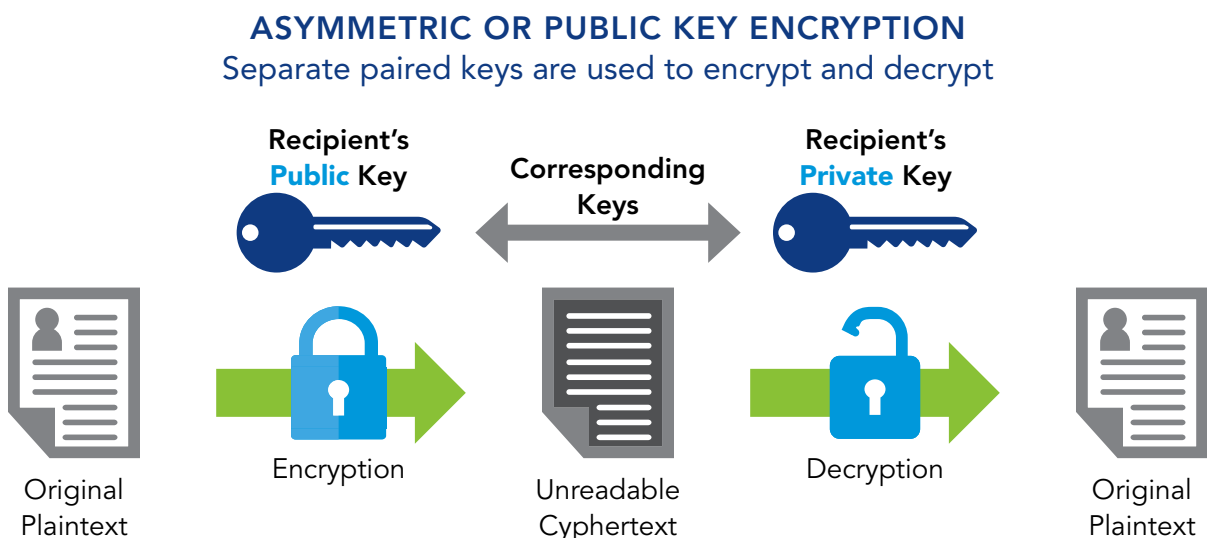 ASYMMETRIC OR PUBLIC KEY ENCRYPTION
Separate paired keys are used to encrypt and decrypt
Recipient's
Public Key
Corresponding
Keys
Recipient's
Private Key
Original
Plaintext
Encryption
Unreadable
Cyphertext
Decryption
Original
Plaintext